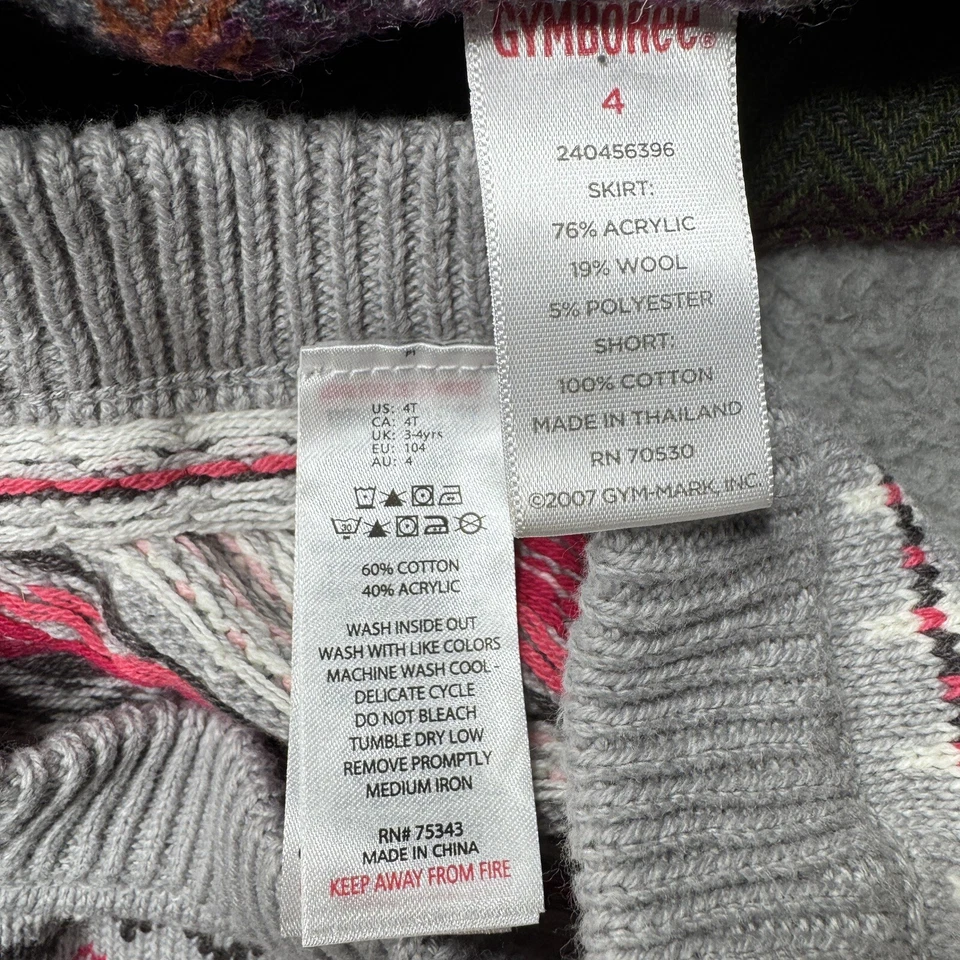 GYMBOREE®
4
240456396
SKIRT:
76% ACRYLIC
19% WOOL
5% POLYESTER
SHORT:
100% COTTON
MADE IN THAILAND
RN 70530
©2007 GYM-MARK, INC.
US: 4T
CA: 4T
UK: 3-4yrs
EU: 104
AU: 4
30
60% COTTON
40% ACRYLIC
WASH INSIDE OUT
WASH WITH LIKE COLORS
MACHINE WASH COOL -
DELICATE CYCLE
DO NOT BLEACH
TUMBLE DRY LOW
REMOVE PROMPTLY
MEDIUM IRON
RN# 75343
MADE IN CHINA
KEEP AWAY FROM FIRE